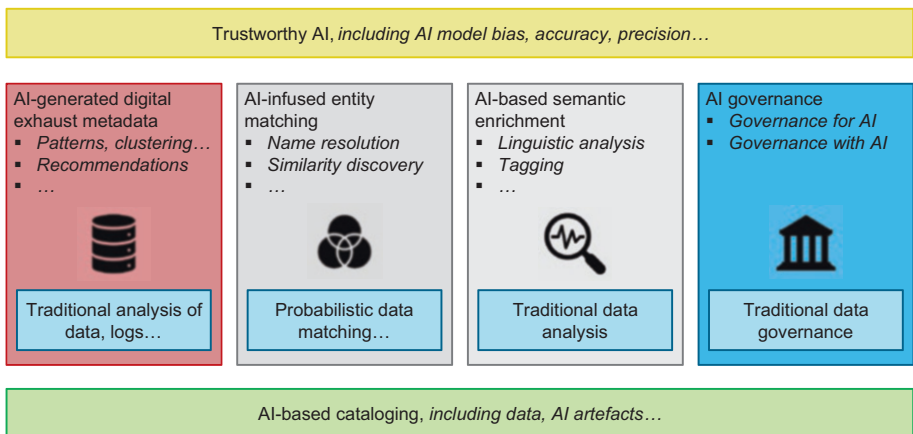 Trustworthy AI, including AI model bias, accuracy, precision…
AI-generated digital
exhaust metadata
▪ Patterns, clustering…
▪ Recommendations
▪ …
Traditional analysis of
data, logs…
AI-infused entity
matching
▪ Name resolution
▪ Similarity discovery
▪ …
Probabilistic data
matching…
AI-based semantic
enrichment
▪ Linguistic analysis
▪ Tagging
▪ …
Traditional data
analysis
AI governance
▪ Governance for AI
▪ Governance with AI
Traditional data
governance
AI-based cataloging, including data, AI artefacts…